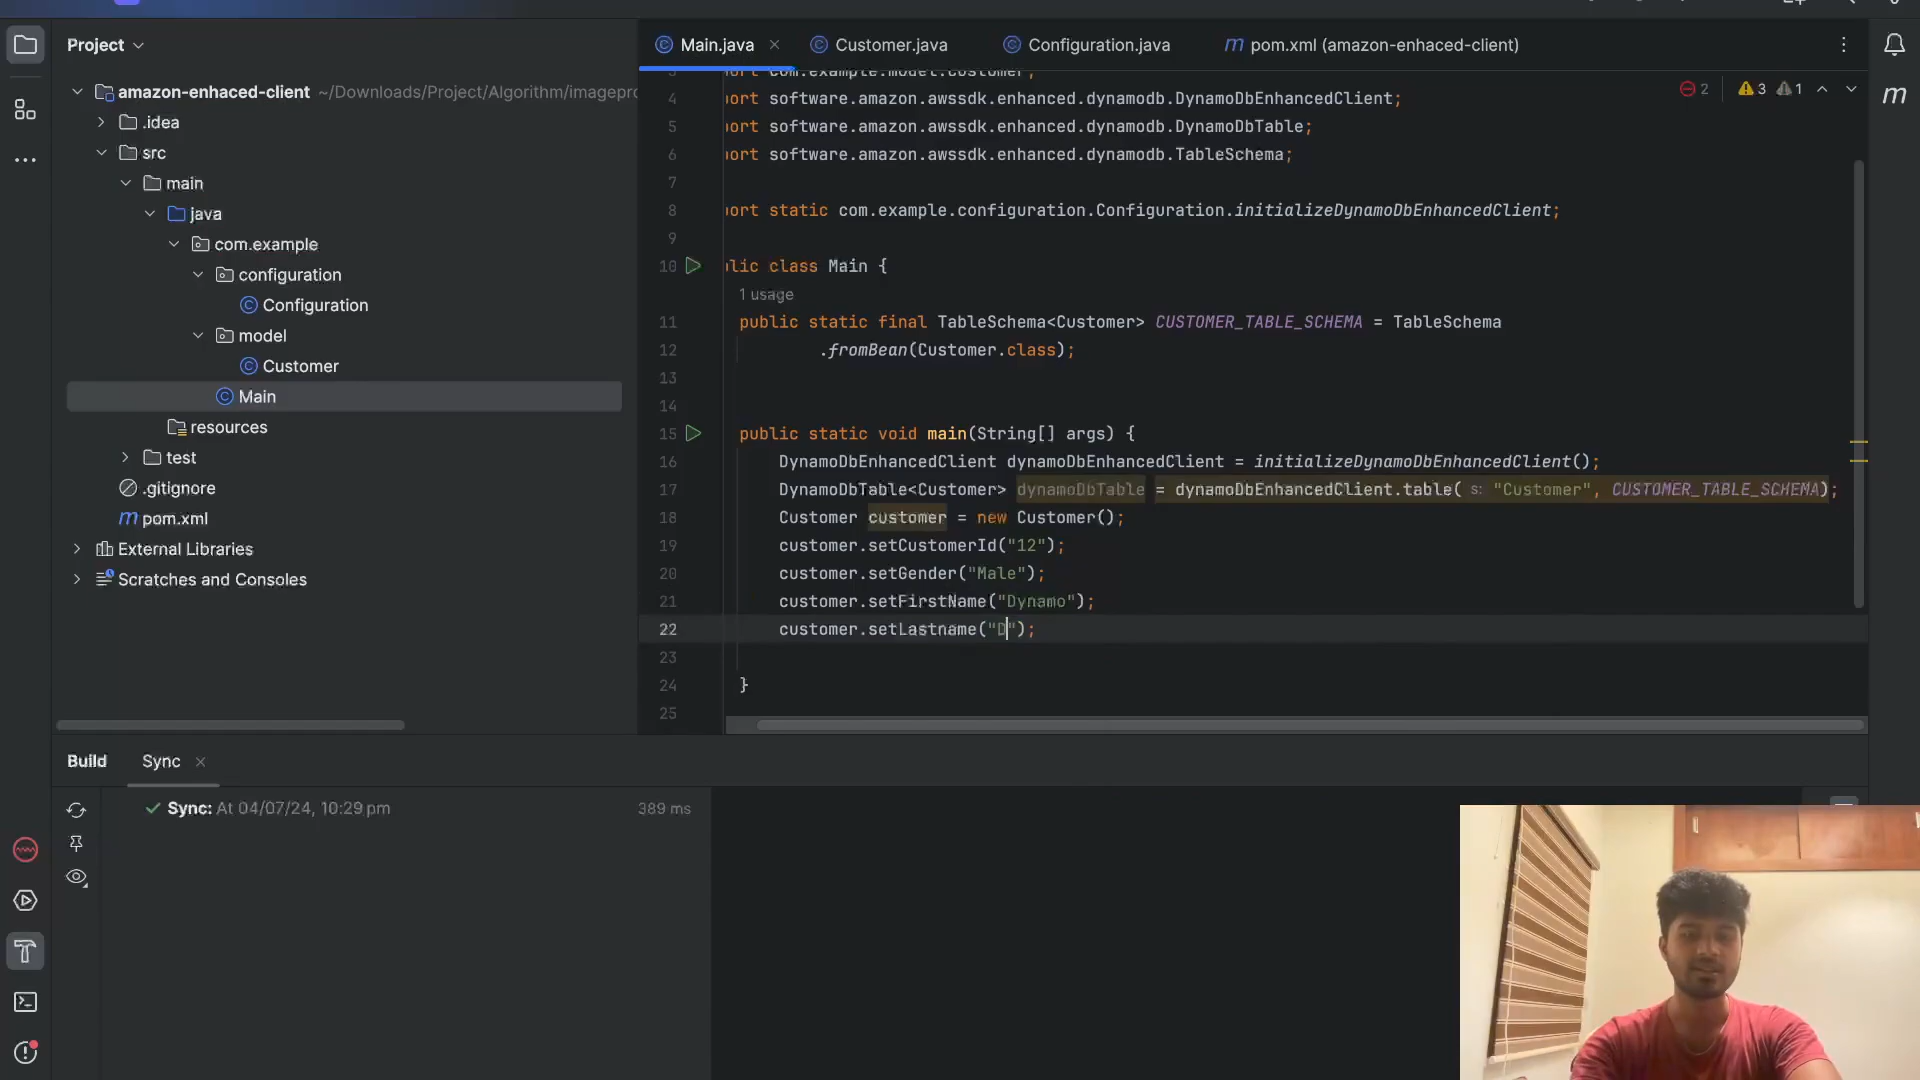 Project
Main.java
Customer.java
Configuration.java
m pom.xml (amazon-enhaced-client)
amazon-enhaced-client ~/Downloads/Project/Algorithm/imagepro
.idea
src
main
java
com.example
configuration
Configuration
model
Customer
Main
resources
test
.gitignore
m pom.xml
External Libraries
Scratches and Consoles
2 3 1
m
3 ort com.example.model.Customer;
4 ort software.amazon.awssdk.enhanced.dynamodb.DynamoDbEnhancedClient;
5 ort software.amazon.awssdk.enhanced.dynamodb.DynamoDbTable;
6 ort software.amazon.awssdk.enhanced.dynamodb.TableSchema;
7
8 ort static com.example.configuration.Configuration.initializeDynamoDbEnhancedClient;
9
10 lic class Main {
1 usage
11 public static final TableSchema<Customer> CUSTOMER_TABLE_SCHEMA = TableSchema
12 .fromBean(Customer.class);
13
14
15 public static void main(String[] args) {
16 DynamoDbEnhancedClient dynamoDbEnhancedClient = initializeDynamoDbEnhancedClient();
17 DynamoDbTable<Customer> dynamoDbTable = dynamoDbEnhancedClient.table( s: "Customer", CUSTOMER_TABLE_SCHEMA);
18 Customer customer = new Customer();
19 customer.setCustomerId("12");
20 customer.setGender("Male");
21 customer.setFirstName("Dynamo");
22 customer.setLastname("D");
23
24 }
25
Build Sync
Sync: At 04/07/24, 10:29 pm 389 ms